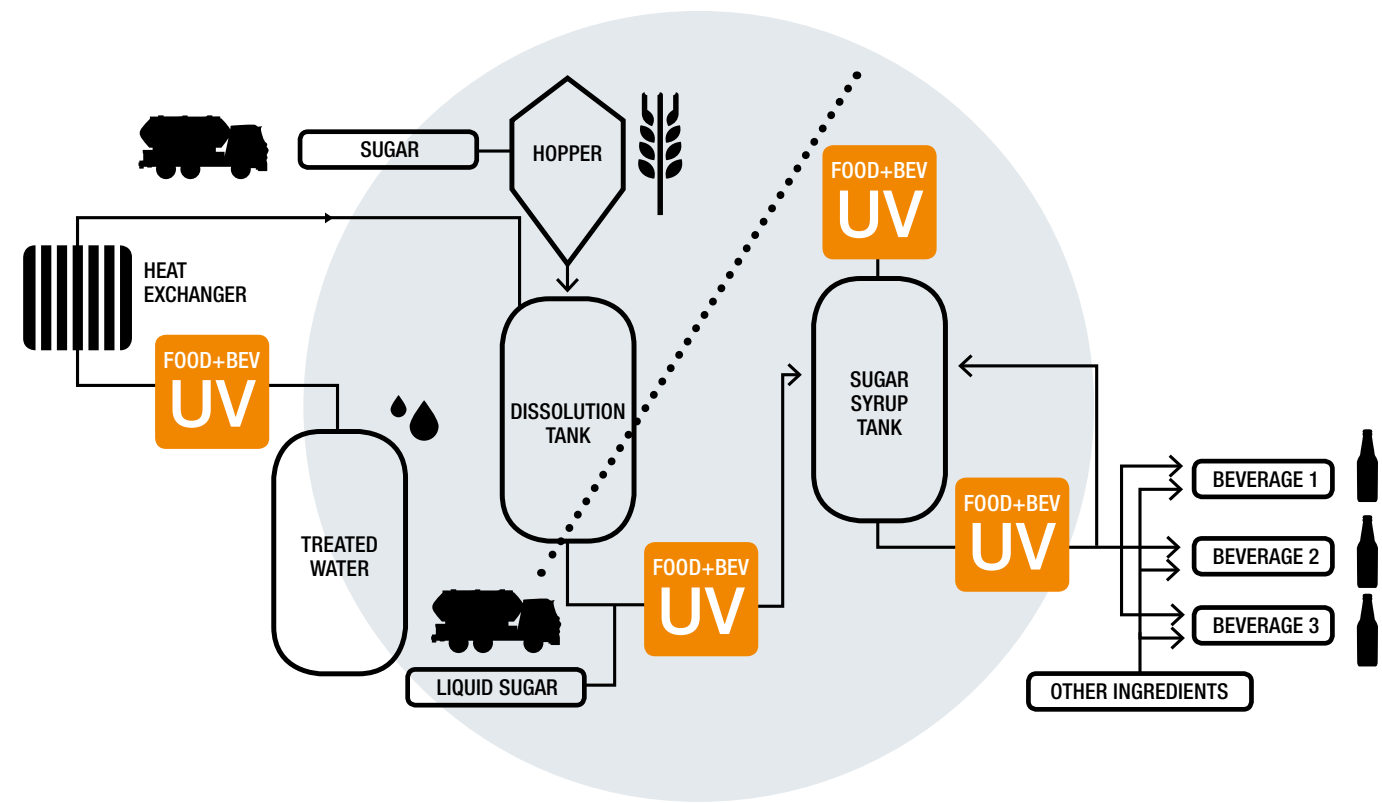 SUGAR
HOPPER
FOOD+BEV
UV
HEAT
EXCHANGER
FOOD+BEV
UV
DISSOLUTION
TANK
SUGAR
SYRUP
TANK
TREATED
WATER
FOOD+BEV
UV
FOOD+BEV
UV
BEVERAGE 1
BEVERAGE 2
BEVERAGE 3
LIQUID SUGAR
OTHER INGREDIENTS